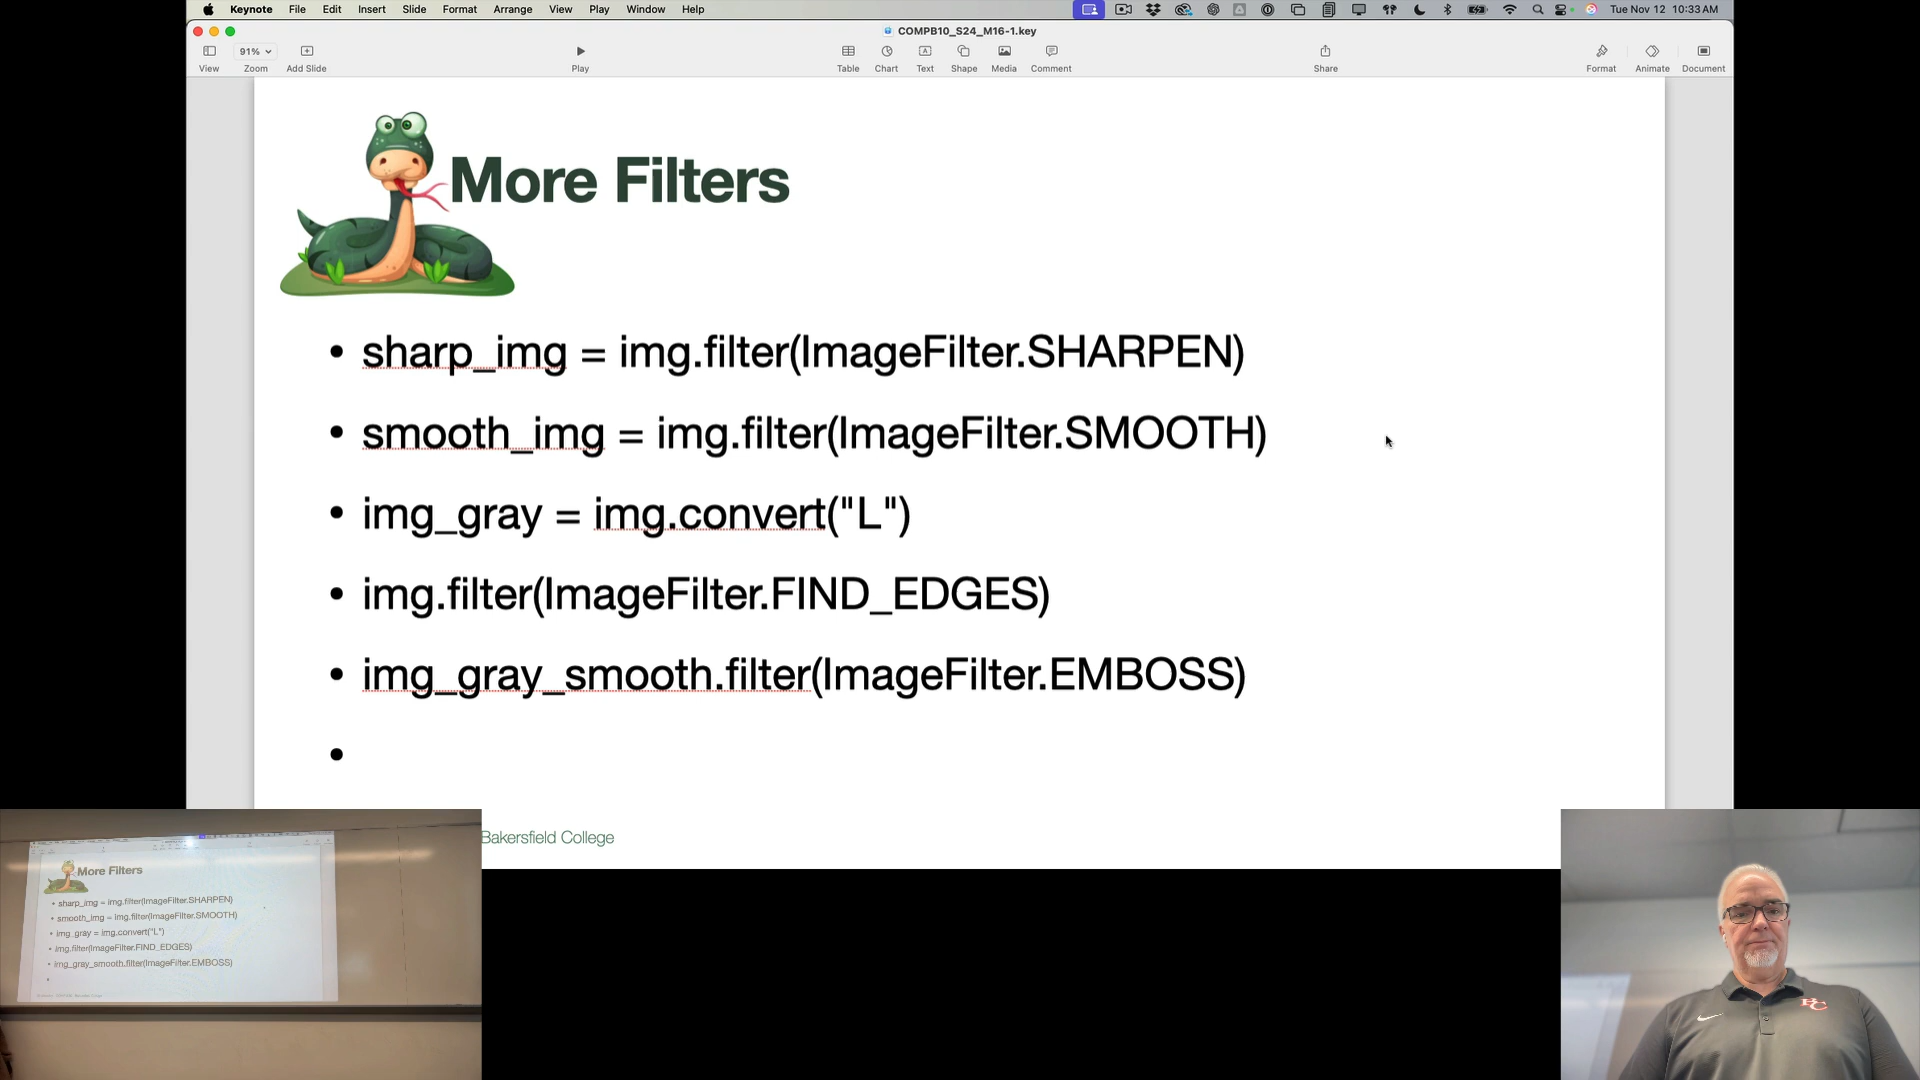 Keynote File Edit Insert Slide Format Arrange View Play Window Help Tue Nov 12 10:33 AM
COMPB10_S24_M16-1.key
91%
View Zoom Add Slide Play Table Chart Text Shape Media Comment Share Format Animate Document
More Filters
• sharp_img = img.filter(ImageFilter.SHARPEN)
• smooth_img = img.filter(ImageFilter.SMOOTH)
• img_gray = img.convert("L")
• img.filter(ImageFilter.FIND_EDGES)
• img_gray_smooth.filter(ImageFilter.EMBOSS)
•
Bakersfield College
More Filters
• sharp_img = img.filter(ImageFilter.SHARPEN)
• smooth_img = img.filter(ImageFilter.SMOOTH)
• img_gray = img.convert("L")
• img.filter(ImageFilter.FIND_EDGES)
• img_gray_smooth.filter(ImageFilter.EMBOSS)
•
BC